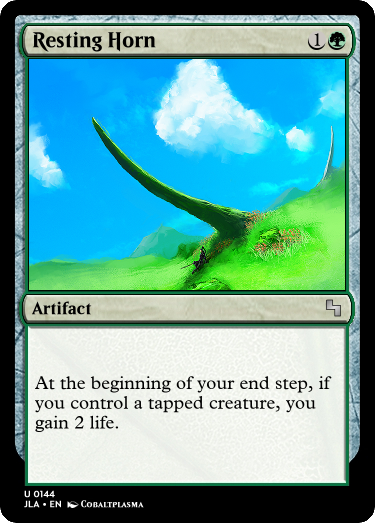 Resting Horn 1
Artifact
At the beginning of your end step, if
you control a tapped creature, you
gain 2 life.
U 0144
JLA • EN Cobaltplasma